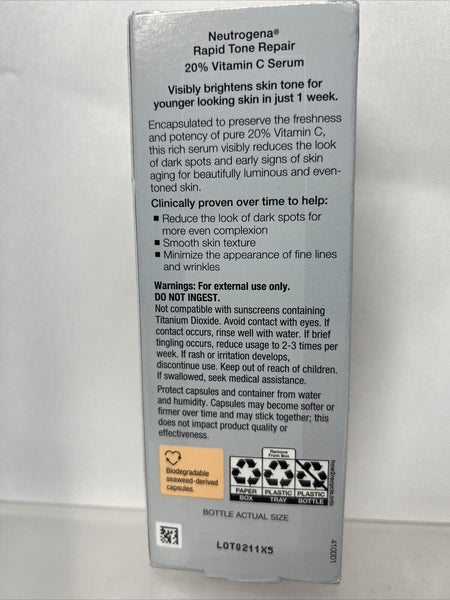 Neutrogena®
Rapid Tone Repair
20% Vitamin C Serum
Visibly brightens skin tone for
younger looking skin in just 1 week.
Encapsulated to preserve the freshness
and potency of pure 20% Vitamin C,
this rich serum visibly reduces the look
of dark spots and early signs of skin
aging for beautifully luminous and even-
toned skin.
Clinically proven over time to help:
▪ Reduce the look of dark spots for
more even complexion
▪ Smooth skin texture
▪ Minimize the appearance of fine lines
and wrinkles
Warnings: For external use only.
DO NOT INGEST.
Not compatible with sunscreens containing
Titanium Dioxide. Avoid contact with eyes. If
contact occurs, rinse well with water. If brief
tingling occurs, reduce usage to 2-3 times per
week. If rash or irritation develops,
discontinue use. Keep out of reach of children.
If swallowed, seek medical assistance.
Protect capsules and container from water
and humidity. Capsules may become softer or
firmer over time and may stick together; this
does not impact product quality or
effectiveness.
Biodegradable
seaweed-derived
capsules.
Remove
From Box
PAPER
BOX
PLASTIC
TRAY
PLASTIC
BOTTLE
how2recycle.info
BOTTLE ACTUAL SIZE
LOT0211X5
410001